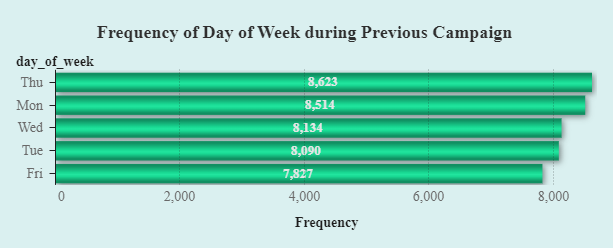 Frequency of Day of Week during Previous Campaign
day_of_week
Thu 8,623
Mon 8,514
Wed 8,134
Tue 8,090
Fri 7,827
0 2,000 4,000 6,000 8,000
Frequency